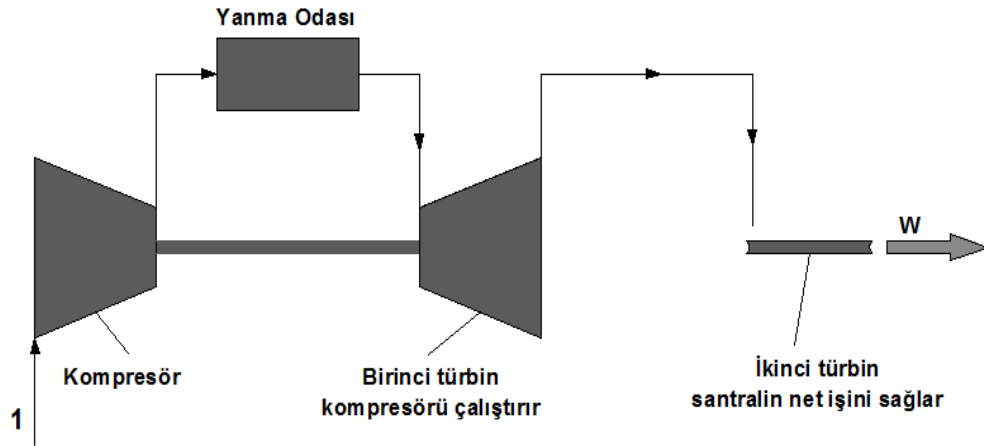 Yanma Odası
W
Kompresör
Birinci türbin
kompresörü çalıştırır
İkinci türbin
santralin net işini sağlar
1